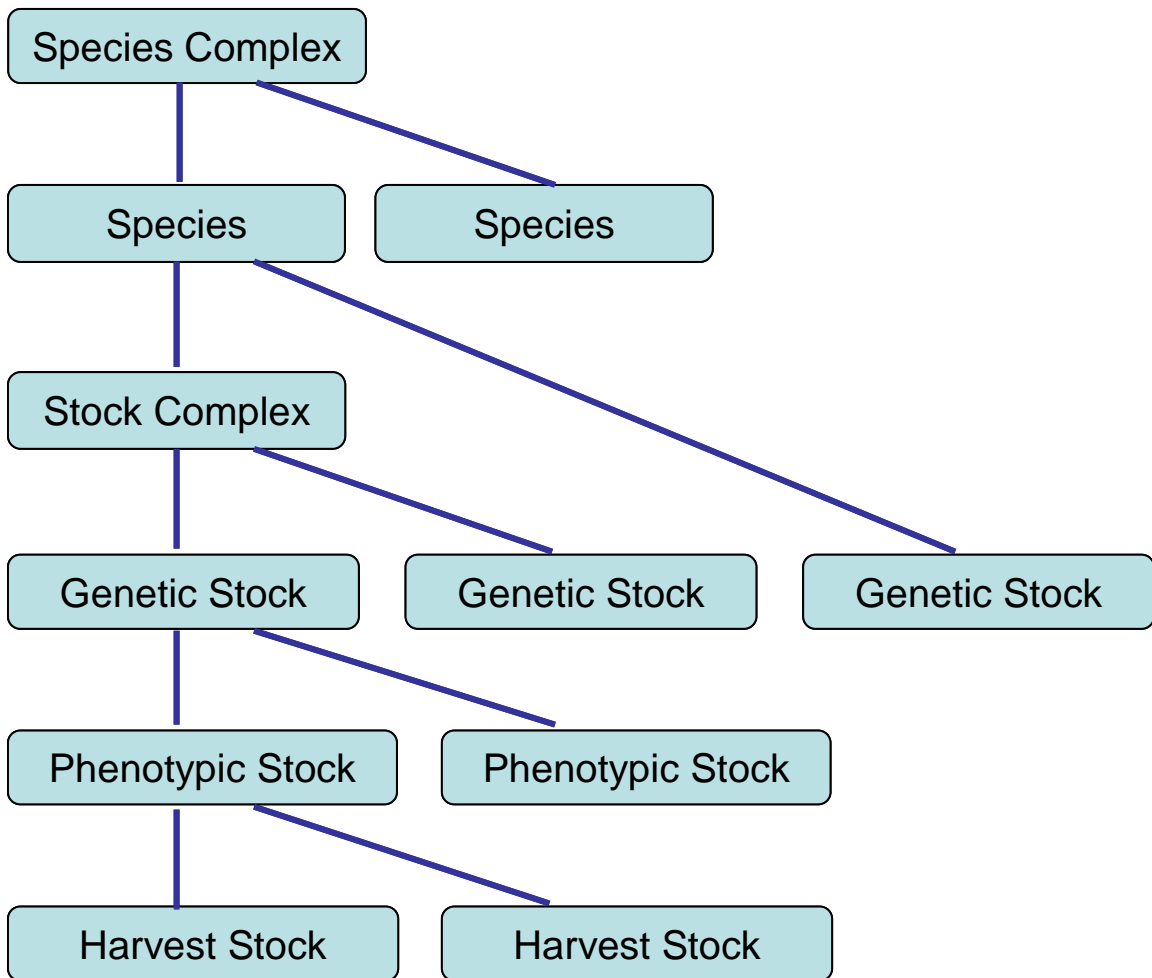 Species Complex
Species
Species
Stock Complex
Genetic Stock
Genetic Stock
Genetic Stock
Phenotypic Stock
Phenotypic Stock
Harvest Stock
Harvest Stock